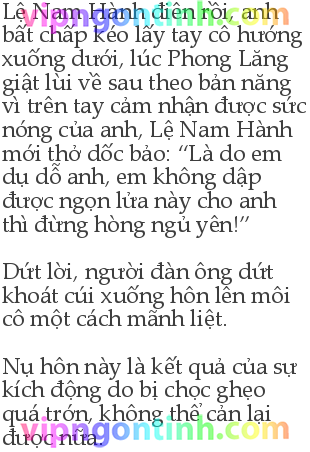 Lệ Nam Hành điên rồi, anh
bất chấp kéo lấy tay cô hướng
xuống dưới, lúc Phong Lăng
giật lùi về sau theo bản năng
vì trên tay cảm nhận được sức
nóng của anh, Lệ Nam Hành
mới thở dốc bảo: “Là do em
dụ dỗ anh, em không dập
được ngọn lửa này cho anh
thì đừng hòng ngủ yên!”
Dứt lời, người đàn ông dứt
khoát cúi xuống hôn lên môi
cô một cách mãnh liệt.
Nụ hôn này là kết quả của sự
kích động do bị chọc ghẹo
quá trớn, không thể cản lại
được nữa.
vipngontinh.com
vipngontinh.com